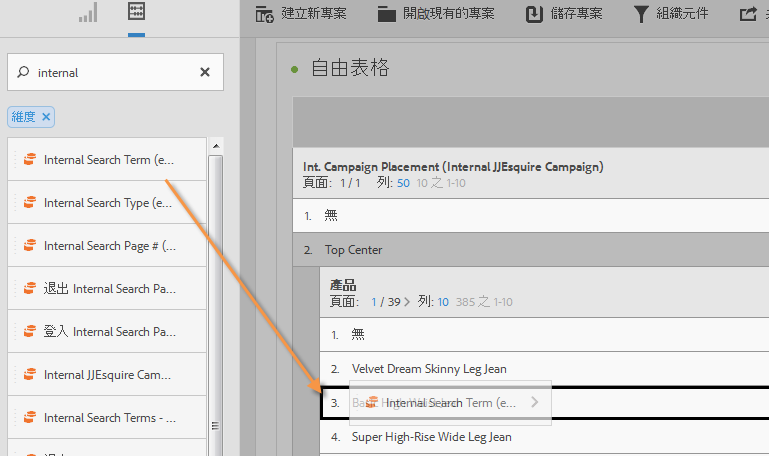 建立新專案 開啟現有的專案 儲存專案 組織元件
internal
維度 ×
Internal Search Term (e...
Internal Search Type (e...
Internal Search Page # (...
退出 Internal Search Pa...
登入 Internal Search Pa...
Internal JJEsquire Cam...
Internal Search Terms - ...
自由表格
Int. Campaign Placement (Internal JJEsquire Campaign)
頁面: 1 / 1 列: 50 10 之 1-10
1. 無
2. Top Center
產品
頁面: 1 / 39 > 列: 10 385 之 1-10
1. 無
2. Velvet Dream Skinny Leg Jean
3. Internal Search Term (e... >
4. Super High-Rise Wide Leg Jean